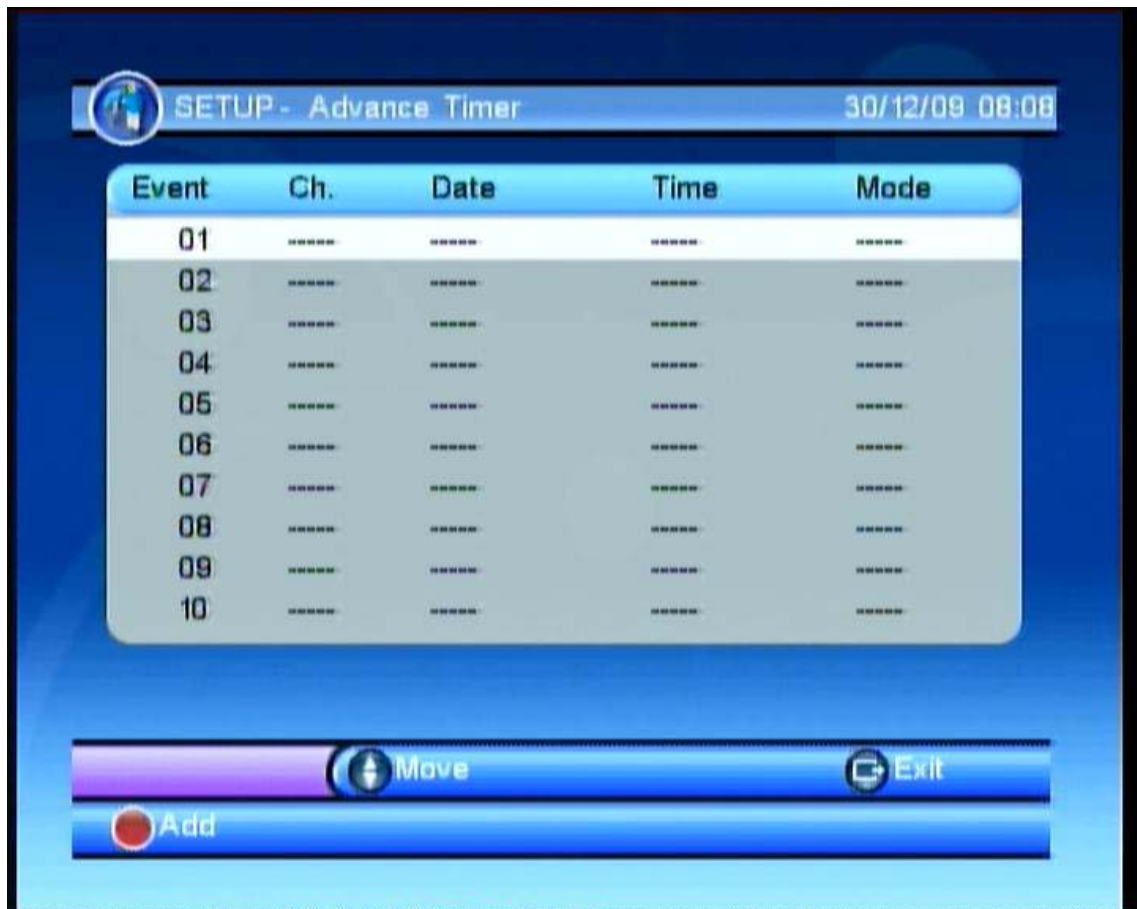 SETUP - Advance Timer 30/12/09 08:08
Event Ch. Date Time Mode
01 ----- ----- ----- -----
02 ----- ----- ----- -----
03 ----- ----- ----- -----
04 ----- ----- ----- -----
05 ----- ----- ----- -----
06 ----- ----- ----- -----
07 ----- ----- ----- -----
08 ----- ----- ----- -----
09 ----- ----- ----- -----
10 ----- ----- ----- -----
Move Exit
Add